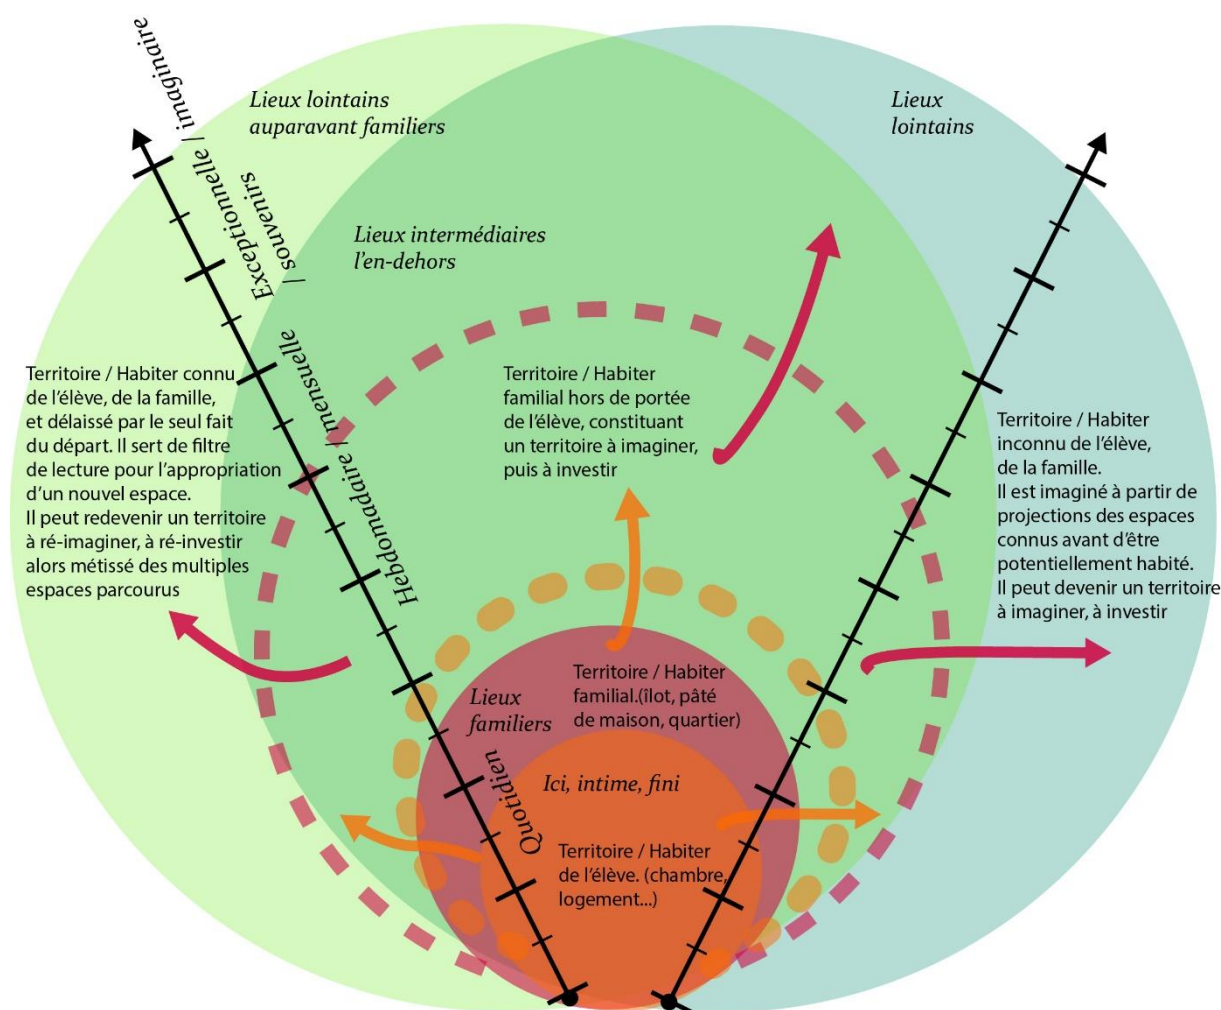 imaginaire
Exceptionnelle /
/ souvenirs
Hebdomadaire / mensuelle
Quotidien
Lieux lointains
auparavant familiers
Lieux
lointains
Lieux intermédiaires
l'en-dehors
Territoire / Habiter connu
de l'élève, de la famille,
et délaissé par le seul fait
du départ. Il sert de filtre
de lecture pour l'appropriation
d'un nouvel espace.
Il peut redevenir un territoire
à ré-imaginer, à ré-investir
alors métissé des multiples
espaces parcourus
Territoire / Habiter
familial hors de portée
de l'élève, constituant
un territoire à imaginer,
puis à investir
Territoire / Habiter
inconnu de l'élève,
de la famille.
Il est imaginé à partir de
projections des espaces
connus avant d'être
potentiellement habité.
Il peut devenir un territoire
à imaginer, à investir
Lieux
familiers
Territoire / Habiter
familial.(îlot, pâté
de maison, quartier)
Ici, intime, fini
Territoire / Habiter
de l'élève. (chambre,
logement...)